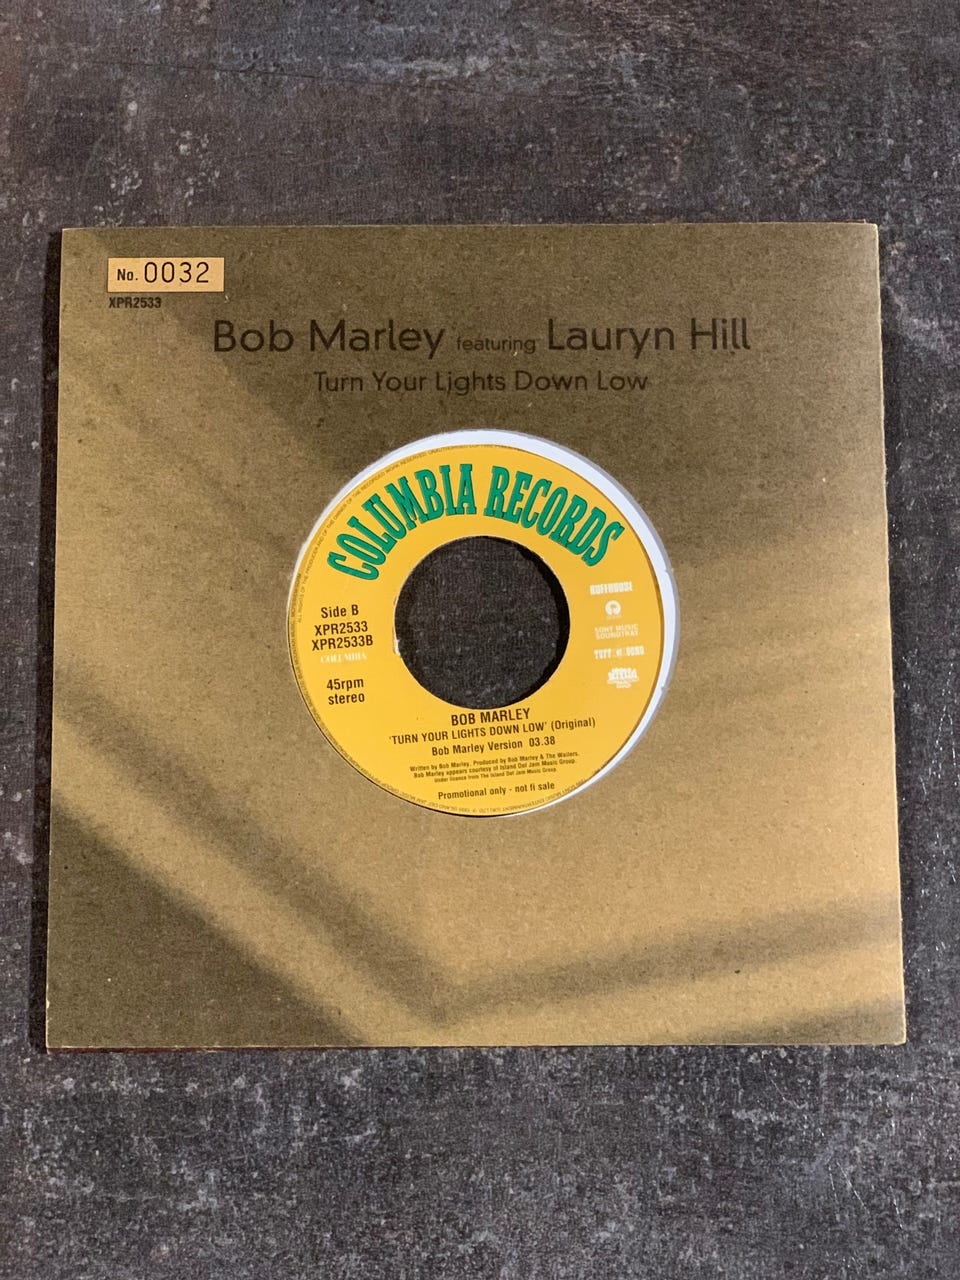 No. 0032
XPR2533
Bob Marley featuring Lauryn Hill
Turn Your Lights Down Low
COLUMBIA RECORDS
Side B
XPR2533
XPR2533B
COLUMBIA
45rpm
stereo
RUFFHOUSE
SONY MUSIC
SOUNDTRAX
TUFF GONG
BOB MARLEY
'TURN YOUR LIGHTS DOWN LOW' (Original)
Bob Marley Version 03.38
Written by Bob Marley. Produced by Bob Marley & The Wailers.
Bob Marley appears courtesy of Island Def Jam Music Group.
Under licence from The Island Def Jam Music Group.
Promotional only - not fi sale